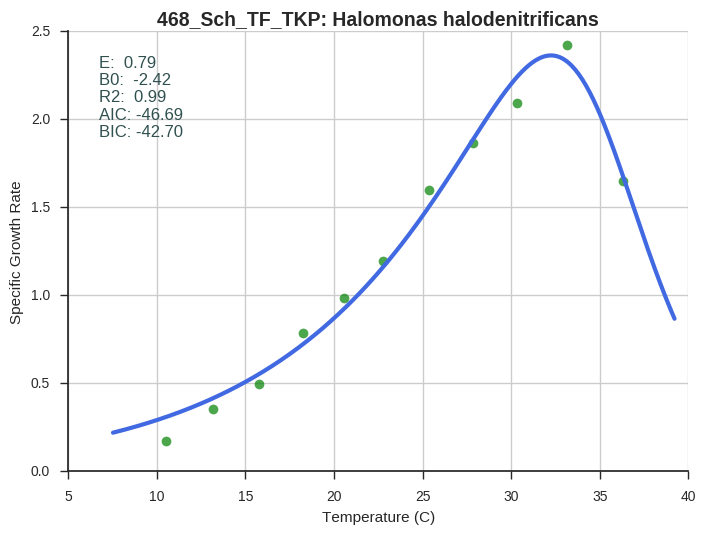 468_Sch_TF_TKP: Halomonas halodenitrificans
E:  0.79
B0:  -2.42
R2:  0.99
AIC: -46.69
BIC: -42.70
Specific Growth Rate
2.5
2.0
1.5
1.0
0.5
0.0
5 10 15 20 25 30 35 40
Temperature (C)